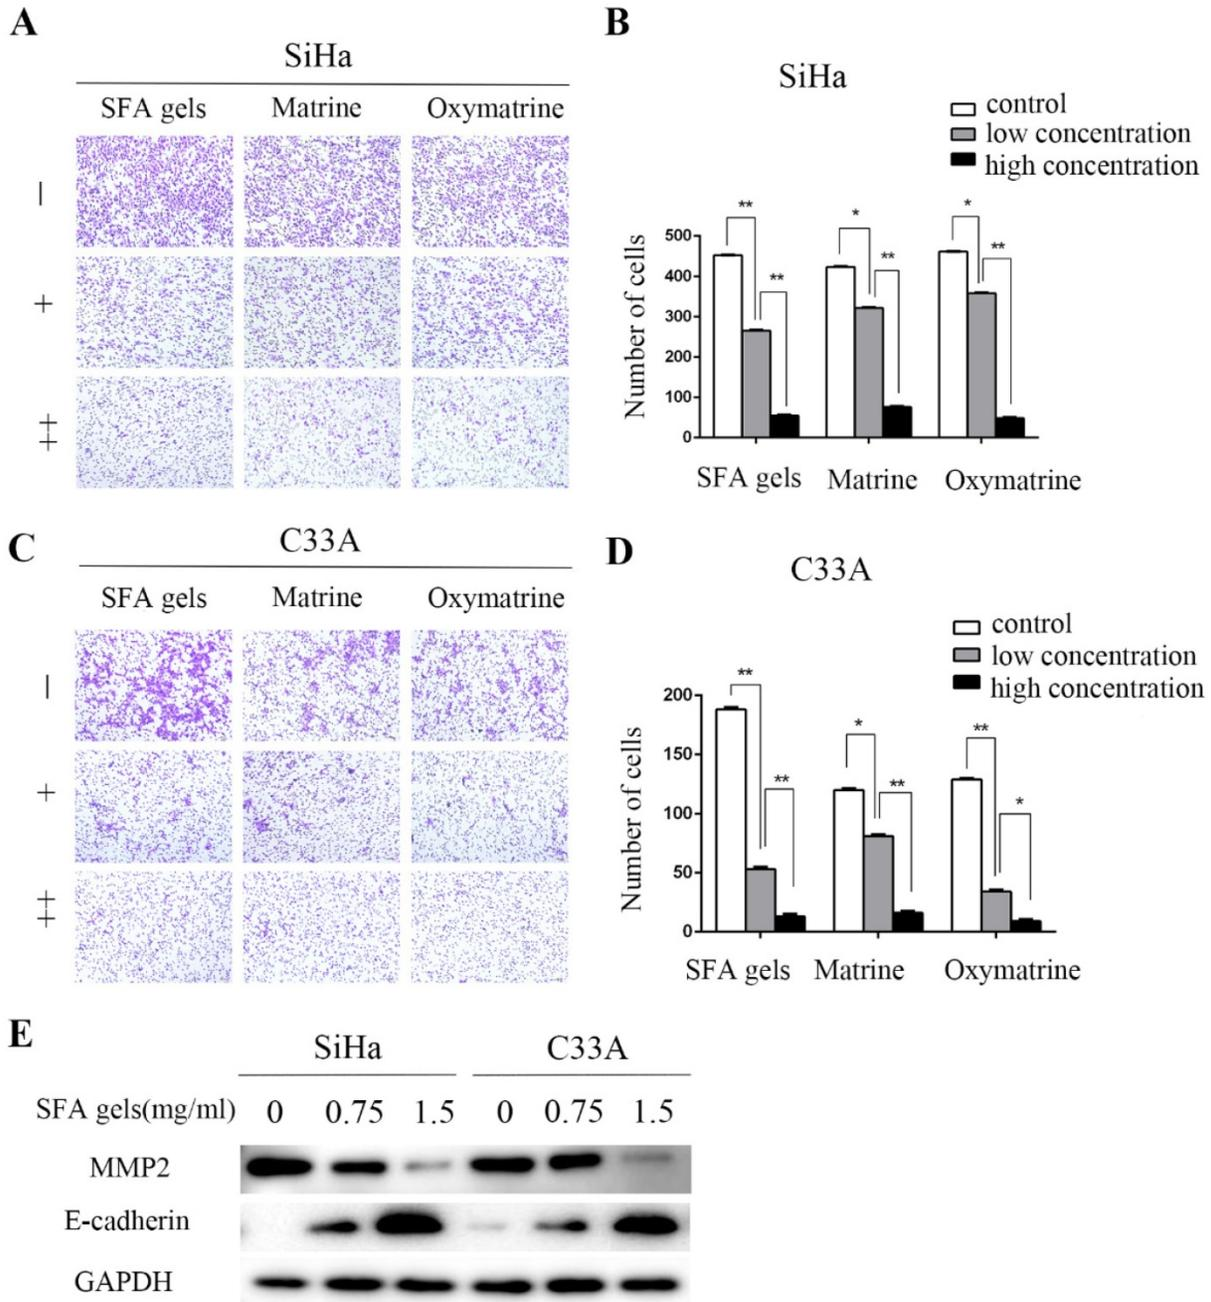 A
SiHa
SFA gels Matrine Oxymatrine
-
+
++
B
SiHa
control
low concentration
high concentration
Number of cells
500
400
300
200
100
0
** ** * ** * **
SFA gels Matrine Oxymatrine
C
C33A
SFA gels Matrine Oxymatrine
-
+
++
D
C33A
control
low concentration
high concentration
Number of cells
200
150
100
50
0
** ** * ** ** *
SFA gels Matrine Oxymatrine
E
SiHa C33A
SFA gels(mg/ml) 0 0.75 1.5 0 0.75 1.5
MMP2
E-cadherin
GAPDH